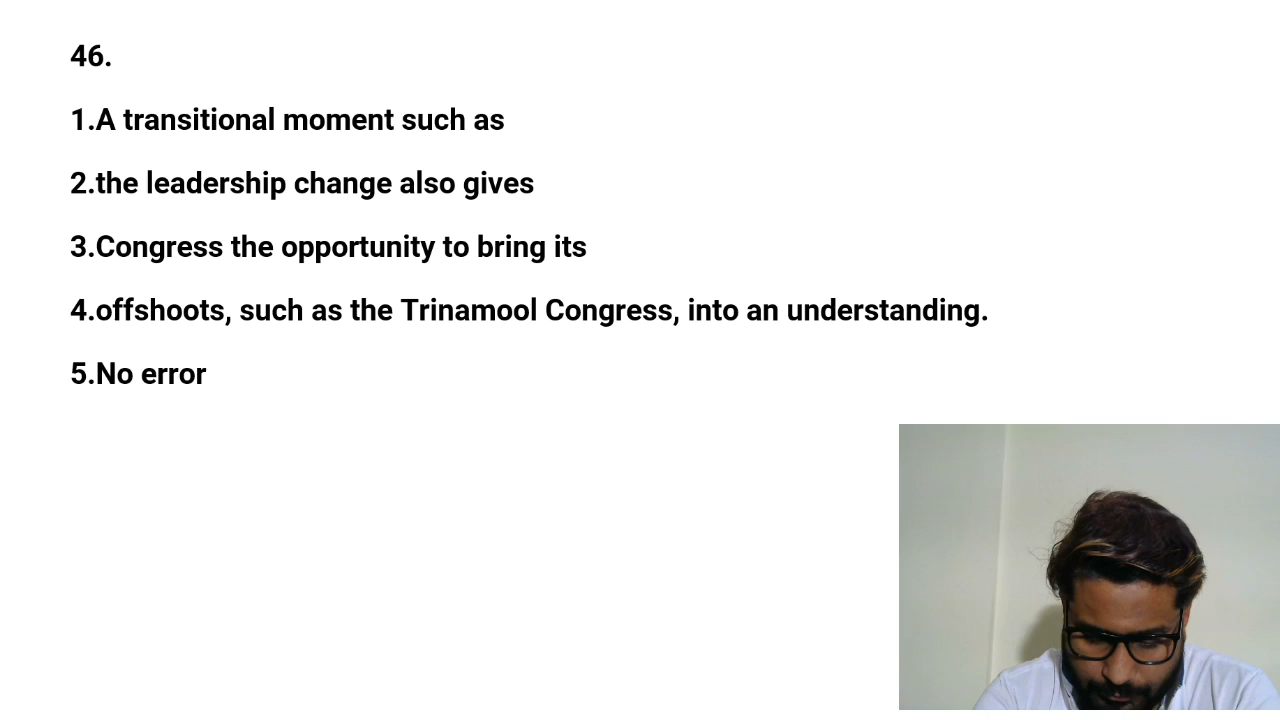 46.
1.A transitional moment such as
2.the leadership change also gives
3.Congress the opportunity to bring its
4.offshoots, such as the Trinamool Congress, into an understanding.
5.No error